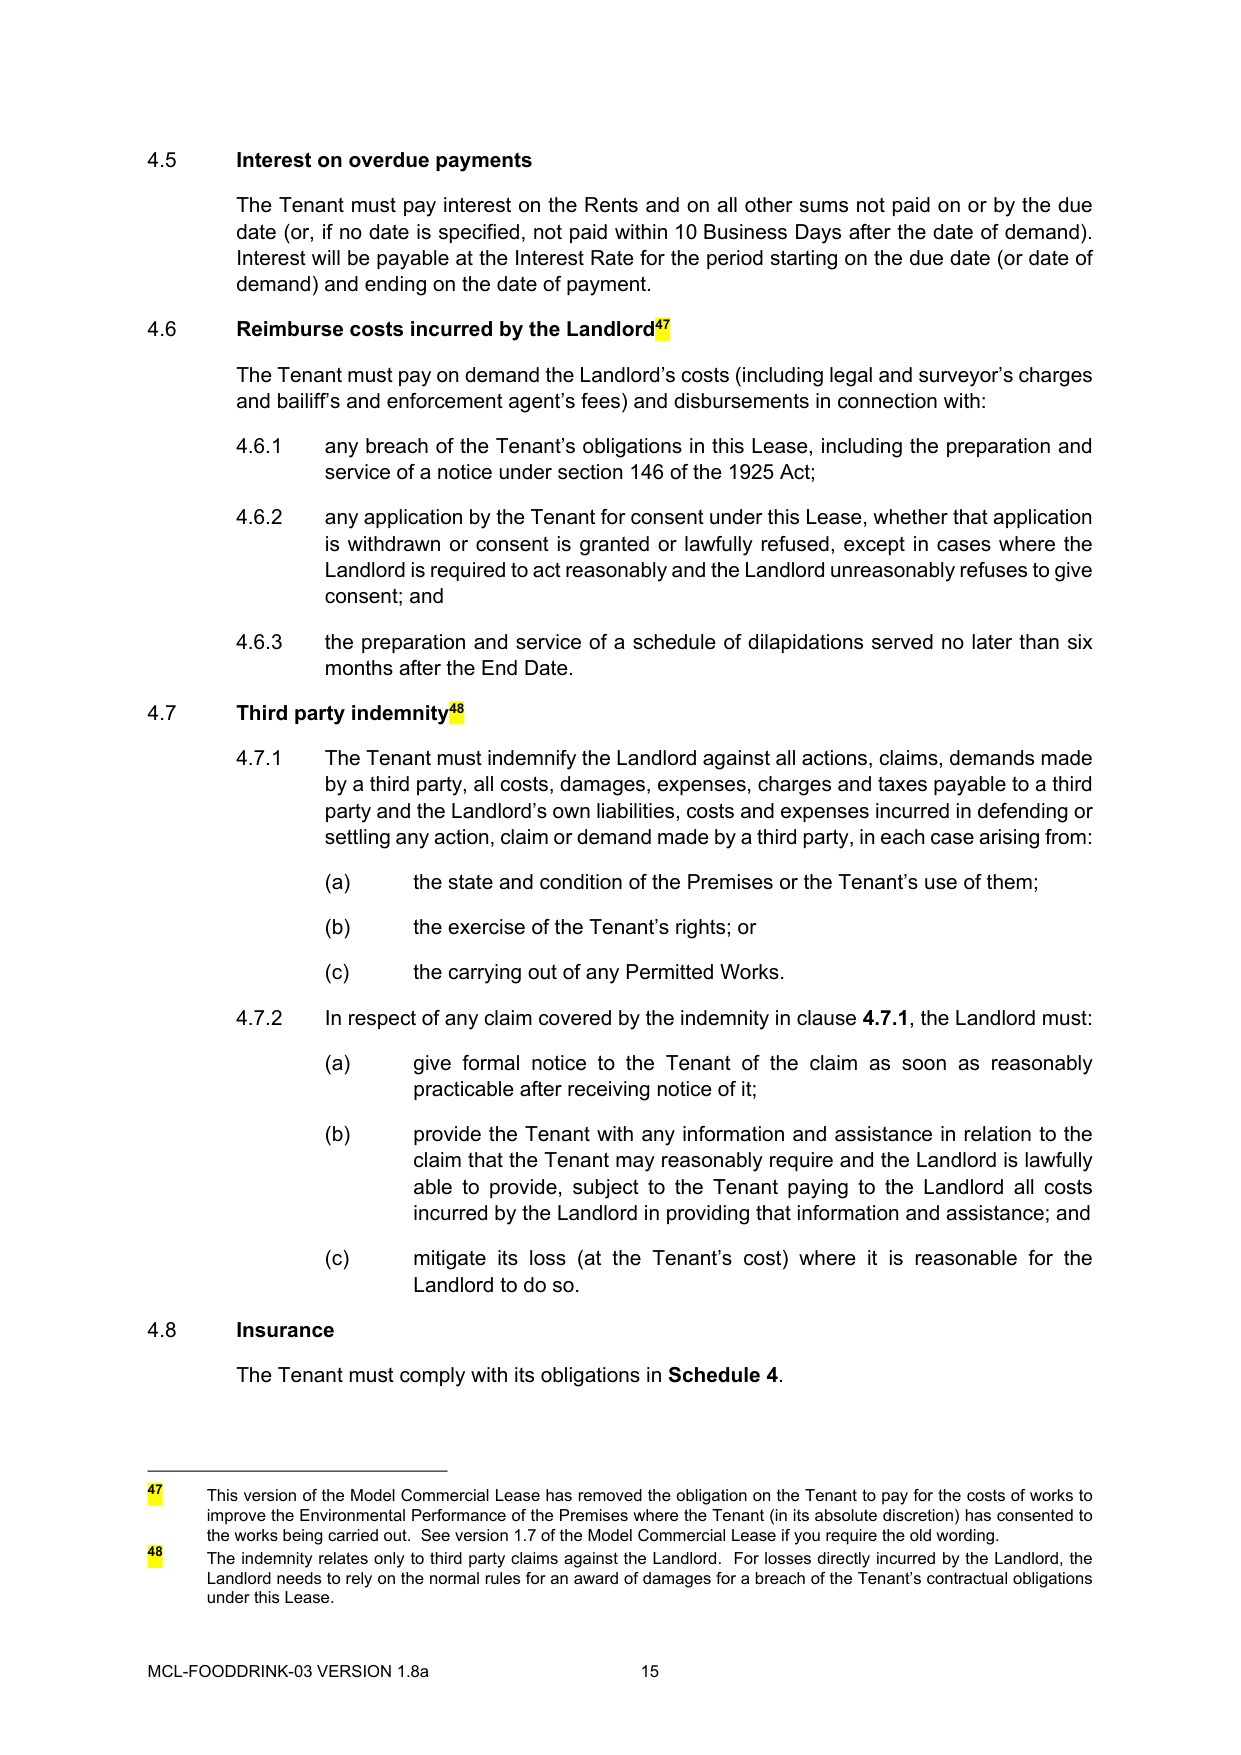 4.5 Interest on overdue payments
The Tenant must pay interest on the Rents and on all other sums not paid on or by the due
date (or, if no date is specified, not paid within 10 Business Days after the date of demand).
Interest will be payable at the Interest Rate for the period starting on the due date (or date of
demand) and ending on the date of payment.
4.6 Reimburse costs incurred by the Landlord47
The Tenant must pay on demand the Landlord’s costs (including legal and surveyor’s charges
and bailiff’s and enforcement agent’s fees) and disbursements in connection with:
4.6.1 any breach of the Tenant’s obligations in this Lease, including the preparation and
service of a notice under section 146 of the 1925 Act;
4.6.2 any application by the Tenant for consent under this Lease, whether that application
is withdrawn or consent is granted or lawfully refused, except in cases where the
Landlord is required to act reasonably and the Landlord unreasonably refuses to give
consent; and
4.6.3 the preparation and service of a schedule of dilapidations served no later than six
months after the End Date.
4.7 Third party indemnity48
4.7.1 The Tenant must indemnify the Landlord against all actions, claims, demands made
by a third party, all costs, damages, expenses, charges and taxes payable to a third
party and the Landlord’s own liabilities, costs and expenses incurred in defending or
settling any action, claim or demand made by a third party, in each case arising from:
(a) the state and condition of the Premises or the Tenant’s use of them;
(b) the exercise of the Tenant’s rights; or
(c) the carrying out of any Permitted Works.
4.7.2 In respect of any claim covered by the indemnity in clause 4.7.1, the Landlord must:
(a) give formal notice to the Tenant of the claim as soon as reasonably
practicable after receiving notice of it;
(b) provide the Tenant with any information and assistance in relation to the
claim that the Tenant may reasonably require and the Landlord is lawfully
able to provide, subject to the Tenant paying to the Landlord all costs
incurred by the Landlord in providing that information and assistance; and
(c) mitigate its loss (at the Tenant’s cost) where it is reasonable for the
Landlord to do so.
4.8 Insurance
The Tenant must comply with its obligations in Schedule 4.
47 This version of the Model Commercial Lease has removed the obligation on the Tenant to pay for the costs of works to
improve the Environmental Performance of the Premises where the Tenant (in its absolute discretion) has consented to
the works being carried out. See version 1.7 of the Model Commercial Lease if you require the old wording.
48 The indemnity relates only to third party claims against the Landlord. For losses directly incurred by the Landlord, the
Landlord needs to rely on the normal rules for an award of damages for a breach of the Tenant’s contractual obligations
under this Lease.
MCL-FOODDRINK-03 VERSION 1.8a 15